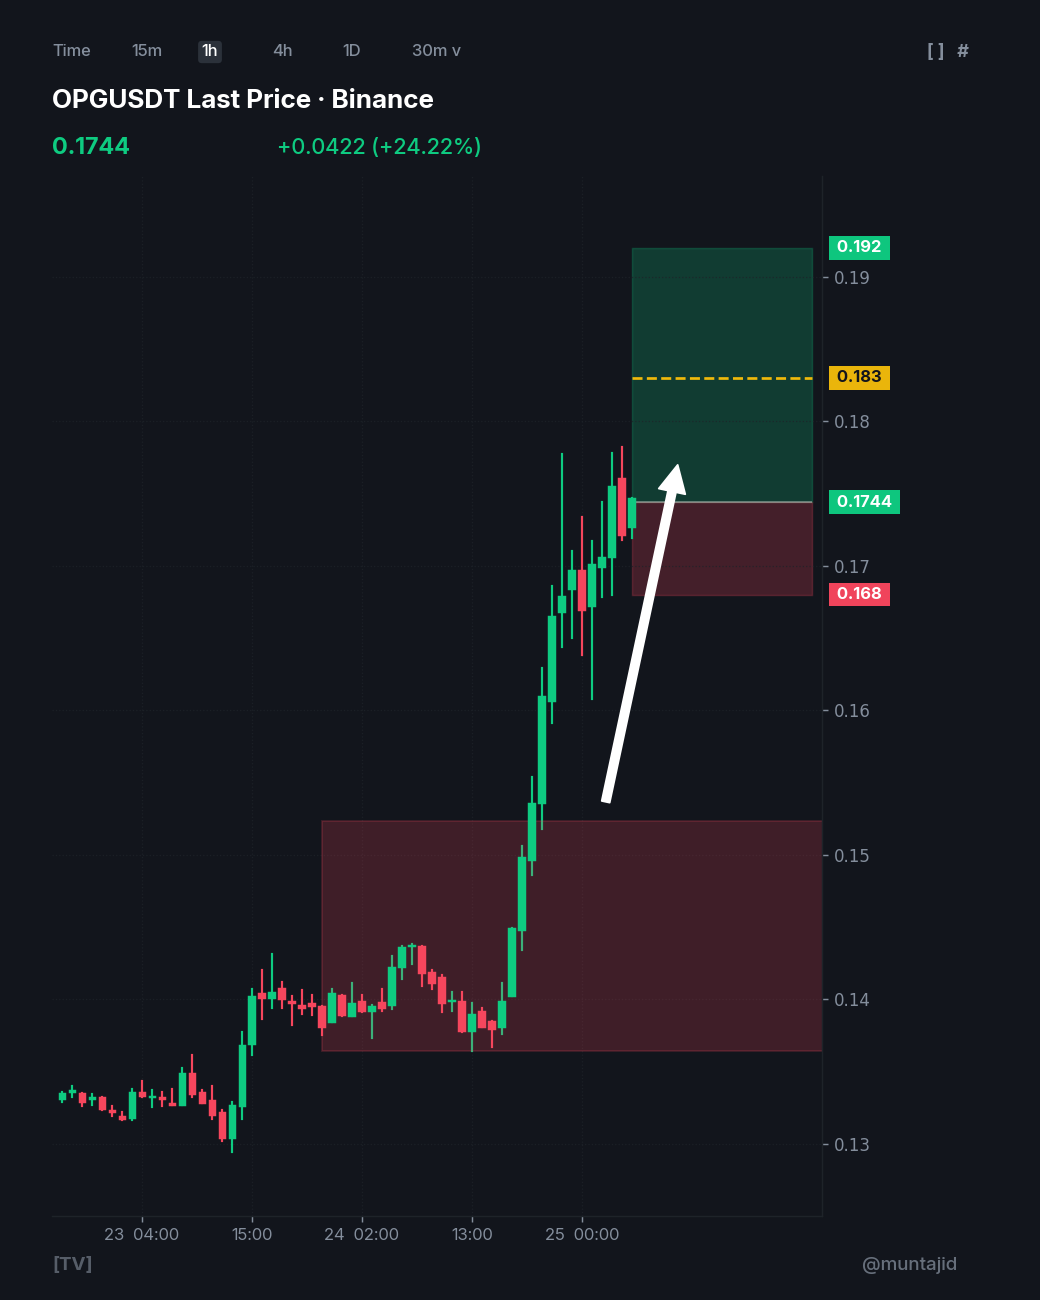 Time 15m 1h 4h 1D 30m v [ ] #
OPGUSDT Last Price · Binance
0.1744 +0.0422 (+24.22%)
0.192
0.19
0.183
0.18
0.1744
0.17
0.168
0.16
0.15
0.14
0.13
23 04:00 15:00 24 02:00 13:00 25 00:00
[TV] @muntajid